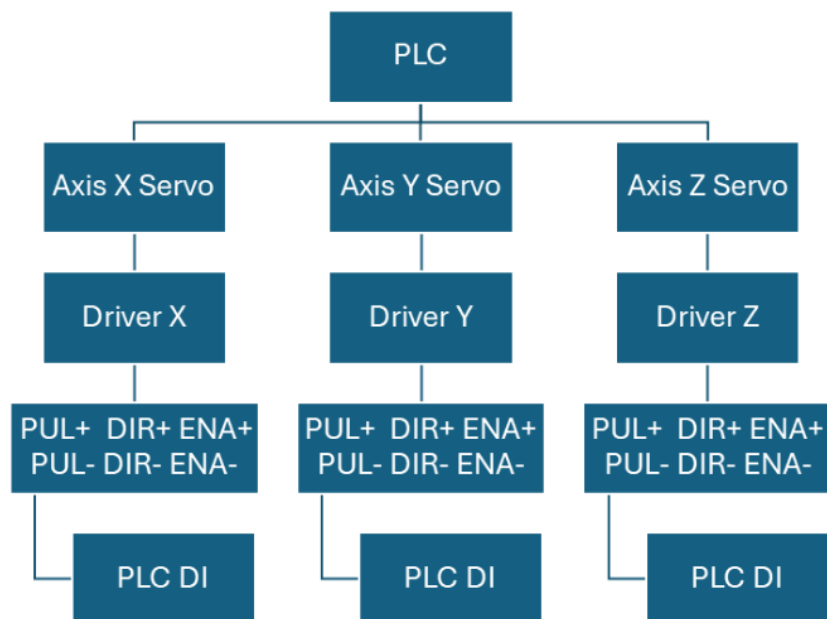 PLC
Axis X Servo
Axis Y Servo
Axis Z Servo
Driver X
Driver Y
Driver Z
PUL+ DIR+ ENA+
PUL- DIR- ENA-
PUL+ DIR+ ENA+
PUL- DIR- ENA-
PUL+ DIR+ ENA+
PUL- DIR- ENA-
PLC DI
PLC DI
PLC DI